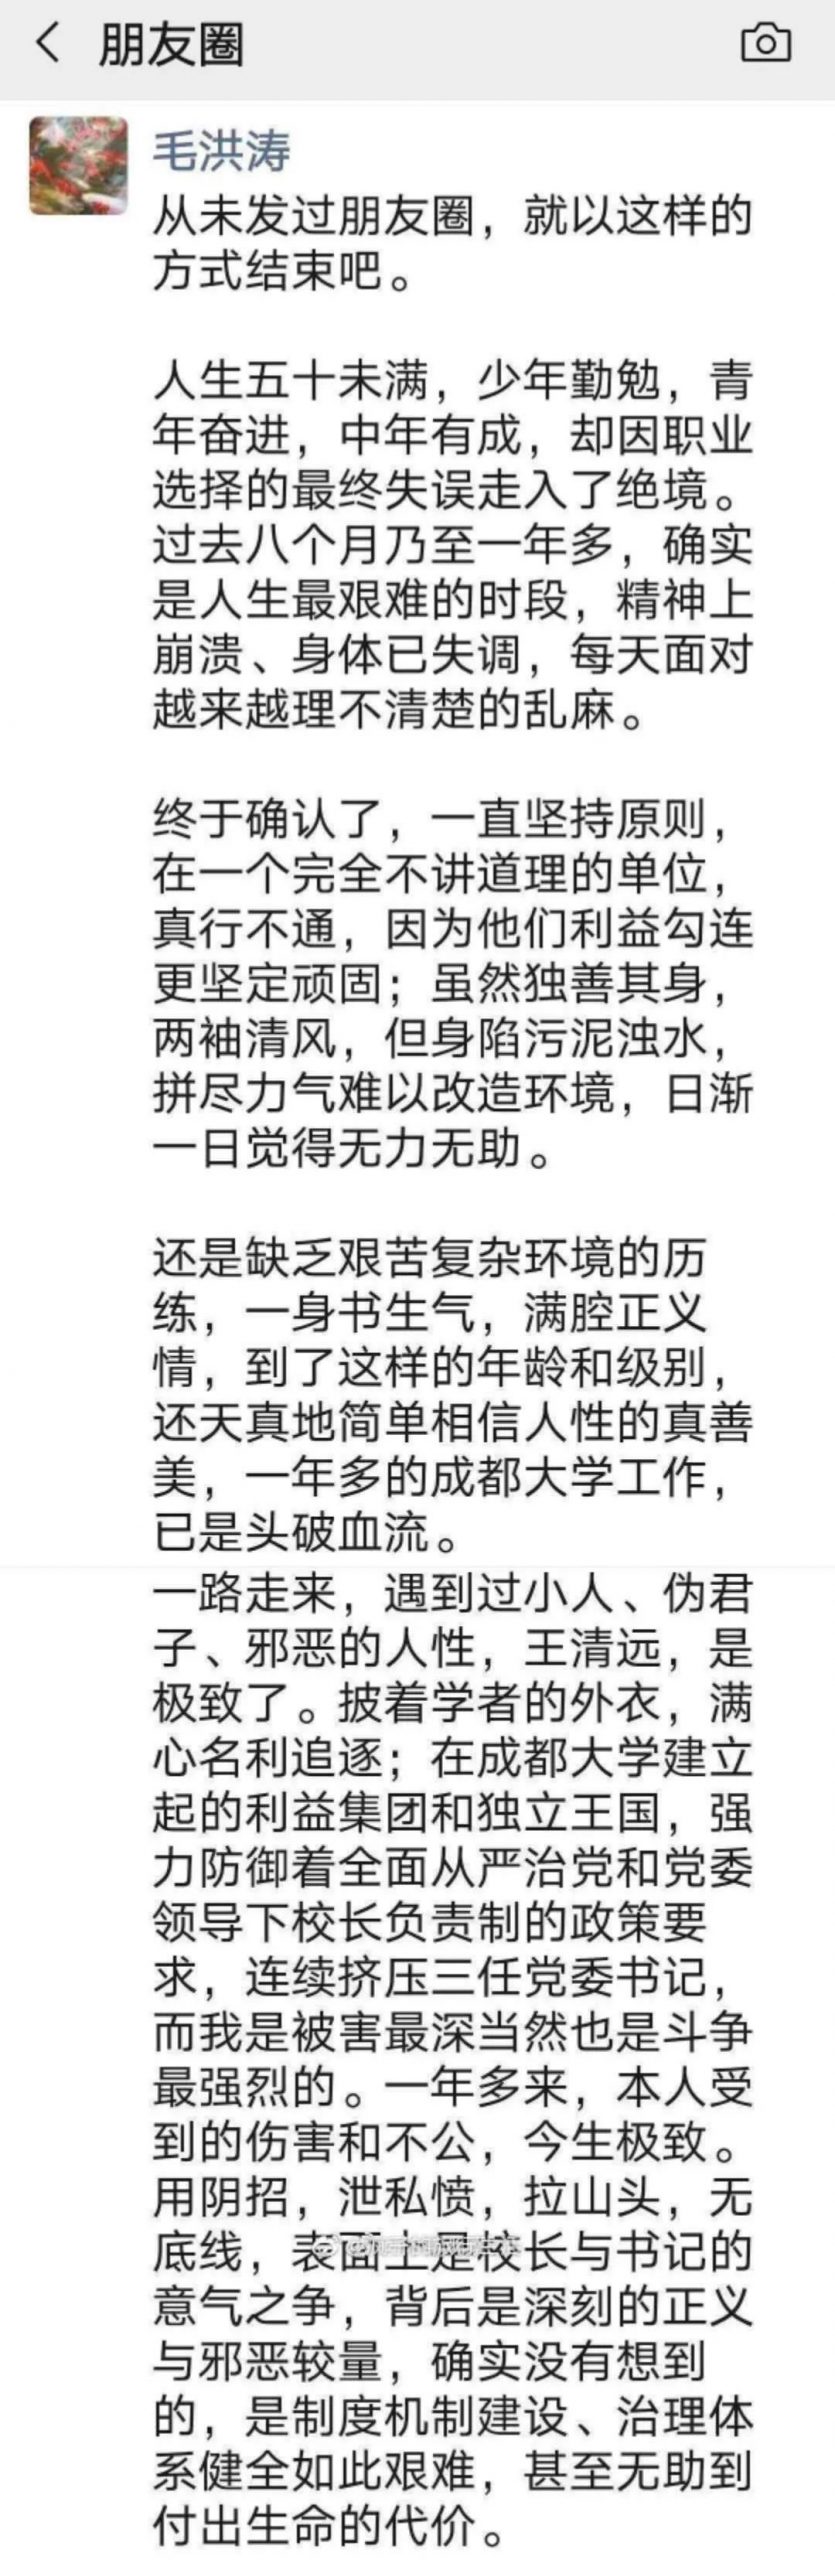 朋友圈
毛洪涛
从未发过朋友圈，就以这样的
方式结束吧。
人生五十未满，少年勤勉，青
年奋进，中年有成，却因职业
选择的最终失误走入了绝境。
过去八个月乃至一年多，确实
是人生最艰难的时段，精神上
崩溃、身体已失调，每天面对
越来越理不清楚的乱麻。
终于确认了，一直坚持原则，
在一个完全不讲道理的单位，
真行不通，因为他们利益勾连
更坚定顽固；虽然独善其身，
两袖清风，但身陷污泥浊水，
拼尽力气难以改造环境，日渐
一日觉得无力无助。
还是缺乏艰苦复杂环境的历
练，一身书生气，满腔正义
情，到了这样的年龄和级别，
还天真地简单相信人性的真善
美，一年多的成都大学工作，
已是头破血流。
一路走来，遇到过小人、伪君
子、邪恶的人性，王清远，是
极致了。披着学者的外衣，满
心名利追逐；在成都大学建立
起的利益集团和独立王国，强
力防御着全面从严治党和党委
领导下校长负责制的政策要
求，连续挤压三任党委书记，
而我是被害最深当然也是斗争
最强烈的。一年多来，本人受
到的伤害和不公，今生极致。
用阴招，泄私愤，拉山头，无
底线，表面上是校长与书记的
意气之争，背后是深刻的正义
与邪恶较量，确实没有想到
的，是制度机制建设、治理体
系健全如此艰难，甚至无助到
付出生命的代价。